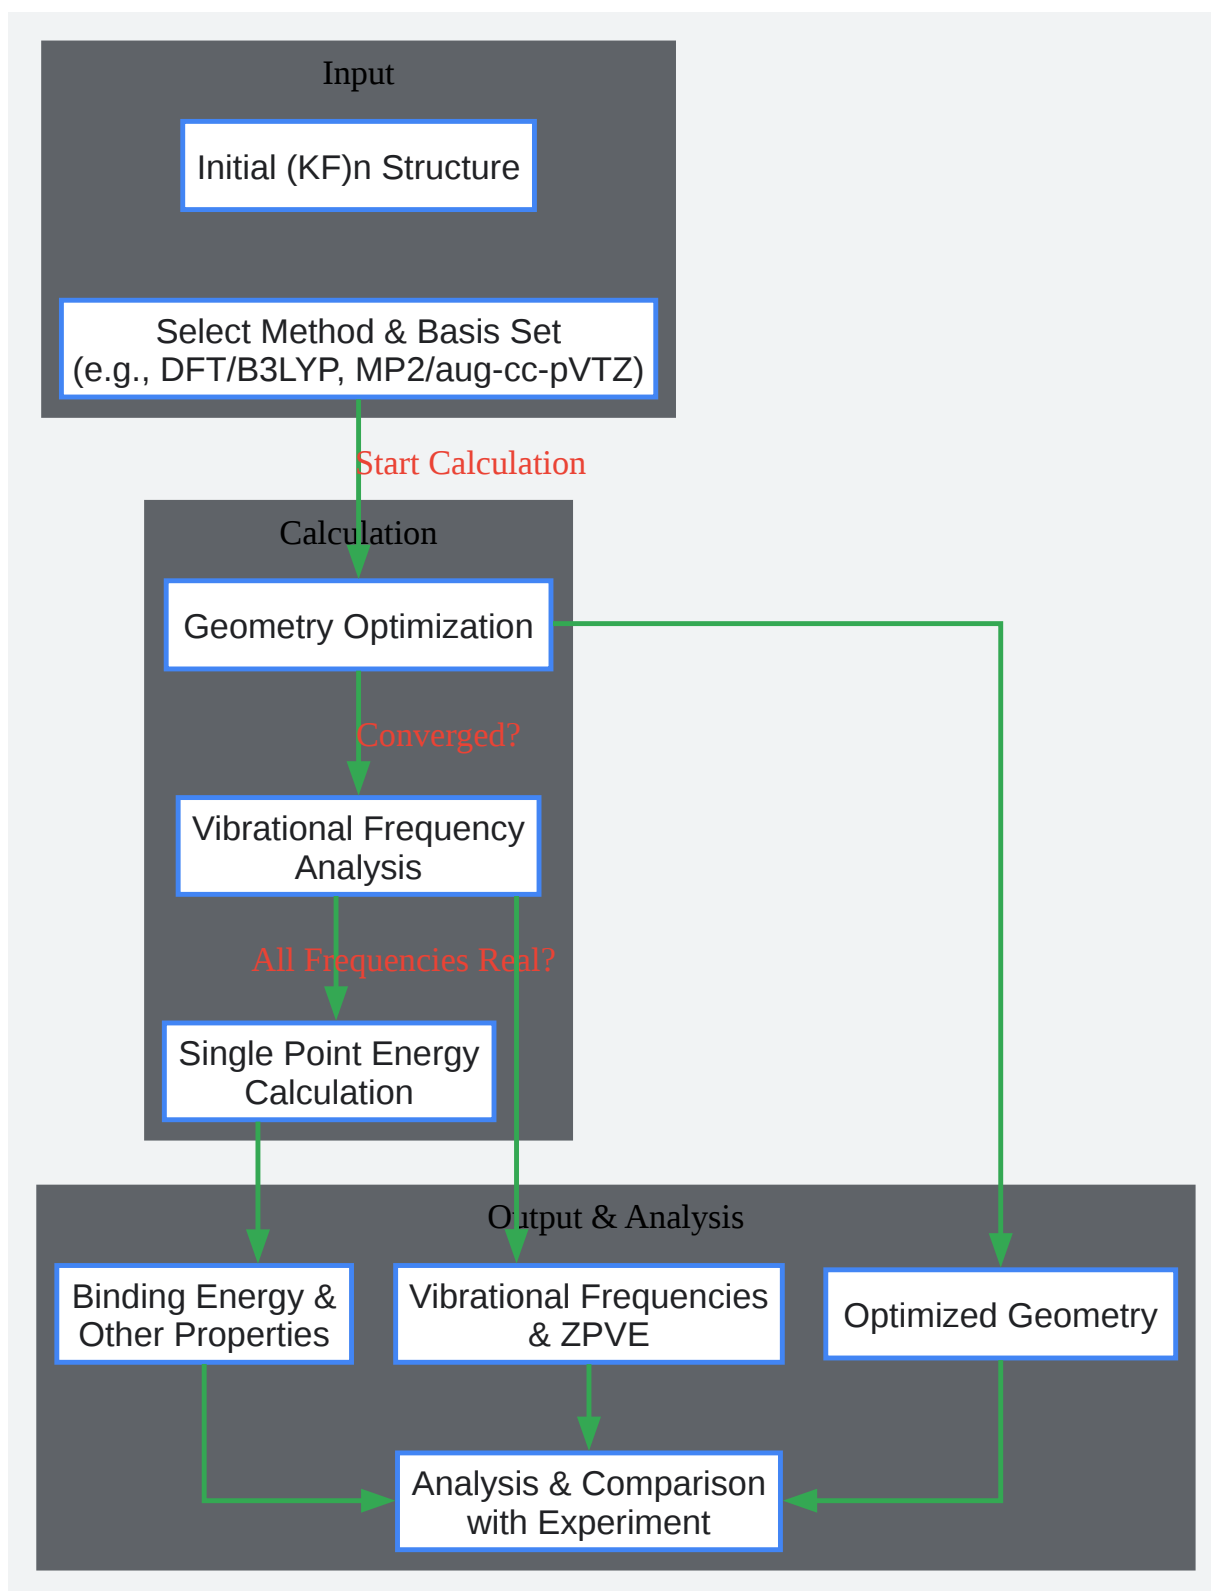 Input
Initial (KF)n Structure
Select Method & Basis Set
(e.g., DFT/B3LYP, MP2/aug-cc-pVTZ)
Start Calculation
Calculation
Geometry Optimization
Converged?
Vibrational Frequency
Analysis
All Frequencies Real?
Single Point Energy
Calculation
Output & Analysis
Binding Energy &
Other Properties
Vibrational Frequencies
& ZPVE
Optimized Geometry
Analysis & Comparison
with Experiment